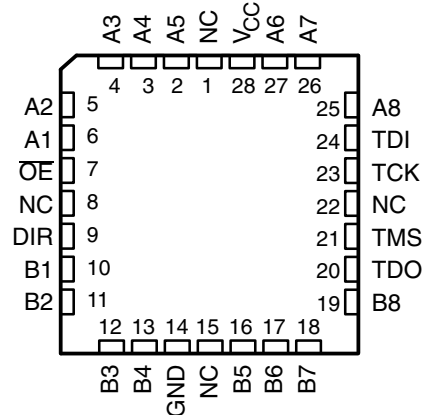 A3 A4 A5 NC VCC A6 A7
4 3 2 1 28 27 26
A2 5 25 A8
A1 6 24 TDI
OE 7 23 TCK
NC 8 22 NC
DIR 9 21 TMS
B1 10 20 TDO
B2 11 19 B8
12 13 14 15 16 17 18
B3 B4 GND NC B5 B6 B7